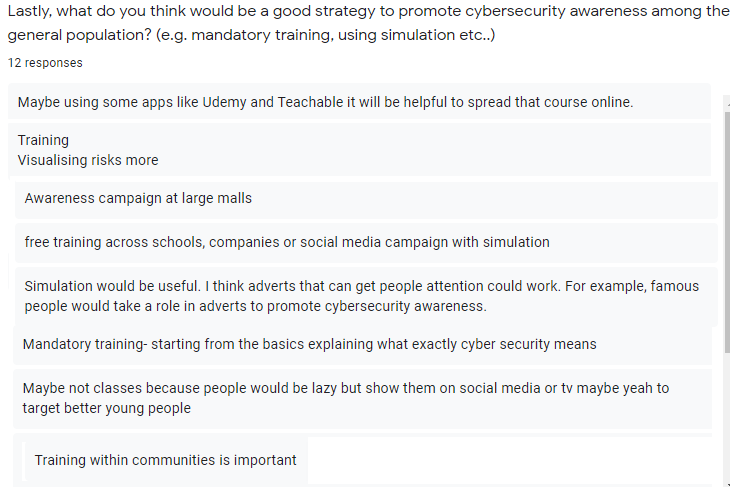 Lastly, what do you think would be a good strategy to promote cybersecurity awareness among the
general population? (e.g. mandatory training, using simulation etc..)
12 responses
Maybe using some apps like Udemy and Teachable it will be helpful to spread that course online.
Training
Visualising risks more
Awareness campaign at large malls
free training across schools, companies or social media campaign with simulation
Simulation would be useful. I think adverts that can get people attention could work. For example, famous
people would take a role in adverts to promote cybersecurity awareness.
Mandatory training- starting from the basics explaining what exactly cyber security means
Maybe not classes because people would be lazy but show them on social media or tv maybe yeah to
target better young people
Training within communities is important